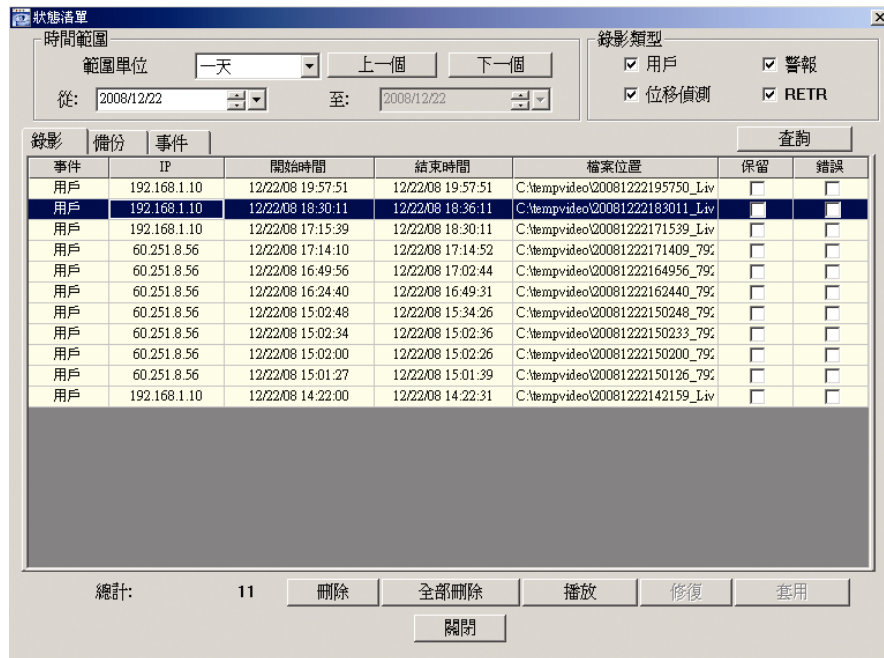 狀態清單
時間範圍
範圍單位 一天 上一個 下一個
從: 2008/12/22 至: 2008/12/22
錄影類型
用戶 警報
位移偵測 RETR
錄影 備份 事件 查詢
事件 IP 開始時間 結束時間 檔案位置 保留 錯誤
用戶 192.168.1.10 12/22/08 19:57:51 12/22/08 19:57:51 C:\tempvideo\20081222195750_Liv
用戶 192.168.1.10 12/22/08 18:30:11 12/22/08 18:36:11 C:\tempvideo\20081222183011_Liv
用戶 192.168.1.10 12/22/08 17:15:39 12/22/08 18:30:11 C:\tempvideo\20081222171539_Liv
用戶 60.251.8.56 12/22/08 17:14:10 12/22/08 17:14:52 C:\tempvideo\20081222171409_792
用戶 60.251.8.56 12/22/08 16:49:56 12/22/08 17:02:44 C:\tempvideo\20081222164956_792
用戶 60.251.8.56 12/22/08 16:24:40 12/22/08 16:49:31 C:\tempvideo\20081222162440_792
用戶 60.251.8.56 12/22/08 15:02:48 12/22/08 15:34:26 C:\tempvideo\20081222150248_792
用戶 60.251.8.56 12/22/08 15:02:34 12/22/08 15:02:36 C:\tempvideo\20081222150233_792
用戶 60.251.8.56 12/22/08 15:02:00 12/22/08 15:02:26 C:\tempvideo\20081222150200_792
用戶 60.251.8.56 12/22/08 15:01:27 12/22/08 15:01:39 C:\tempvideo\20081222150126_792
用戶 192.168.1.10 12/22/08 14:22:00 12/22/08 14:22:31 C:\tempvideo\20081222142159_Liv
總計: 11 刪除 全部刪除 播放 修復 套用
關閉